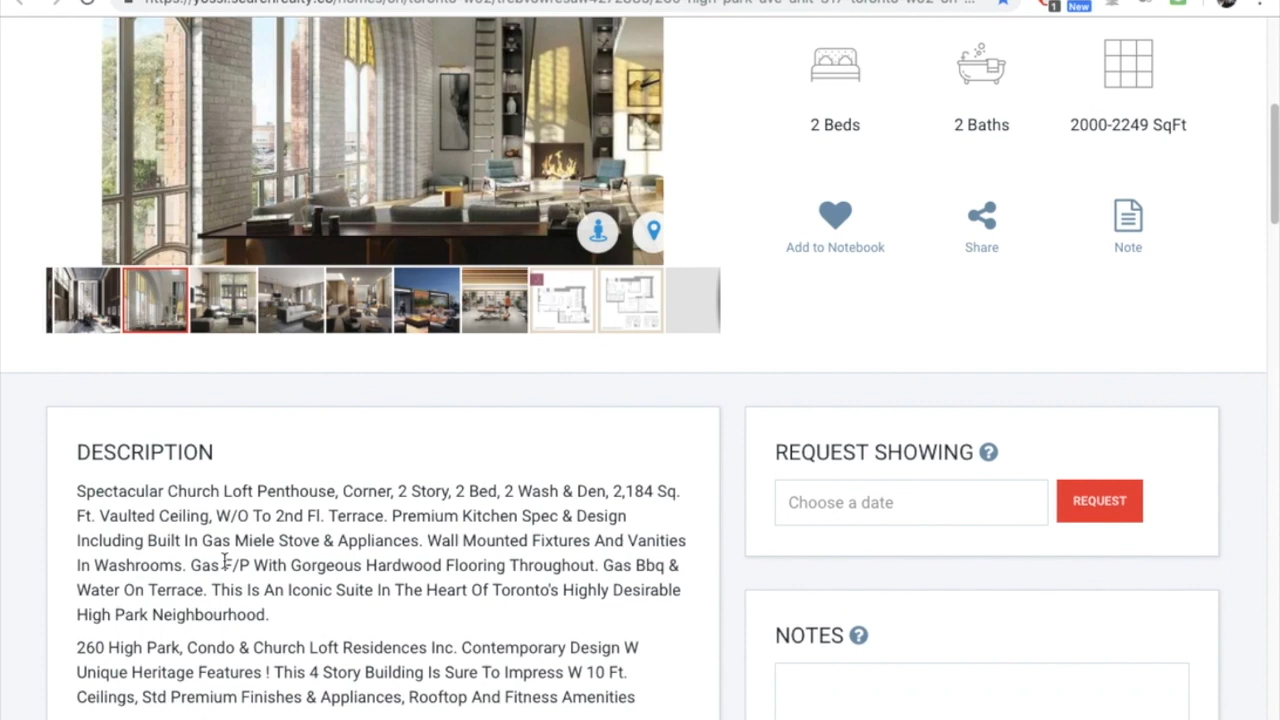 1
New
2 Beds
2 Baths
2000-2249 SqFt
Add to Notebook
Share
Note
DESCRIPTION
Spectacular Church Loft Penthouse, Corner, 2 Story, 2 Bed, 2 Wash & Den, 2,184 Sq.
Ft. Vaulted Ceiling, W/O To 2nd Fl. Terrace. Premium Kitchen Spec & Design
Including Built In Gas Miele Stove & Appliances. Wall Mounted Fixtures And Vanities
In Washrooms. Gas F/P With Gorgeous Hardwood Flooring Throughout. Gas Bbq &
Water On Terrace. This Is An Iconic Suite In The Heart Of Toronto's Highly Desirable
High Park Neighbourhood.
260 High Park, Condo & Church Loft Residences Inc. Contemporary Design W
Unique Heritage Features ! This 4 Story Building Is Sure To Impress W 10 Ft.
Ceilings, Std Premium Finishes & Appliances, Rooftop And Fitness Amenities
REQUEST SHOWING ?
Choose a date
REQUEST
NOTES ?